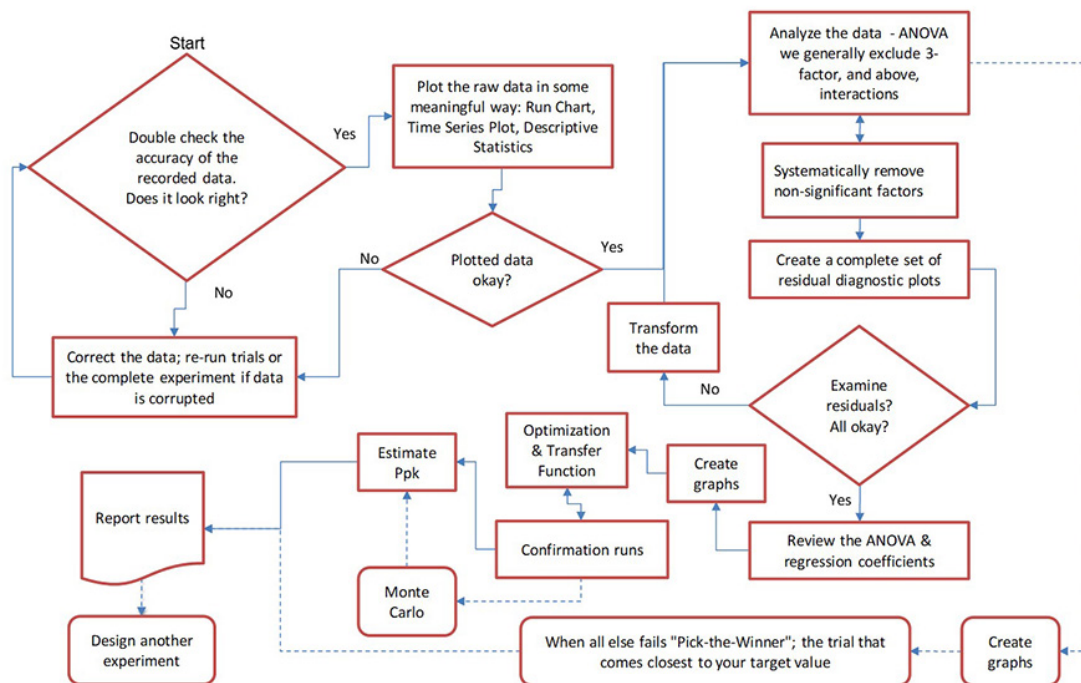 Start
Double check the
accuracy of the
recorded data.
Does it look right?
Yes
No
Correct the data; re-run trials or
the complete experiment if data
is corrupted
Plot the raw data in some
meaningful way: Run Chart,
Time Series Plot, Descriptive
Statistics
Plotted data
okay?
No
Yes
Analyze the data - ANOVA
we generally exclude 3-
factor, and above,
interactions
Systematically remove
non-significant factors
Create a complete set of
residual diagnostic plots
Examine
residuals?
All okay?
No
Transform
the data
Yes
Review the ANOVA &
regression coefficients
Create
graphs
Optimization
& Transfer
Function
Confirmation runs
Monte
Carlo
Estimate
Ppk
Report results
Design another
experiment
When all else fails "Pick-the-Winner"; the trial that
comes closest to your target value
Create
graphs